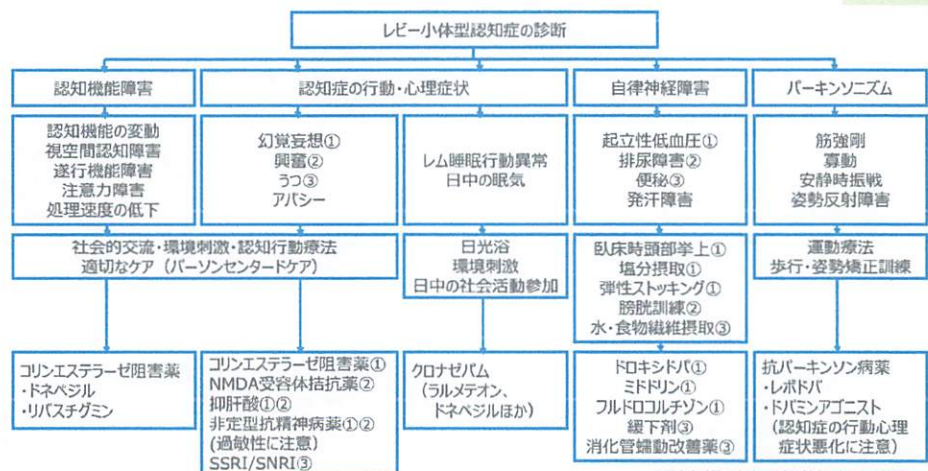 レビー小体型認知症の診断
認知機能障害
認知症の行動・心理症状
自律神経障害
パーキンソニズム
認知機能の変動
視空間認知障害
遂行機能障害
注意力障害
処理速度の低下
幻覚妄想①
興奮②
うつ③
アパシー
レム睡眠行動異常
日中の眠気
起立性低血圧①
排尿障害②
便秘③
発汗障害
筋強剛
寡動
安静時振戦
姿勢反射障害
社会的交流・環境刺激・認知行動療法
適切なケア（パーソンセンタードケア）
日光浴
環境刺激
日中の社会活動参加
臥床時頭部挙上①
塩分摂取①
弾性ストッキング①
膀胱訓練②
水・食物繊維摂取③
運動療法
歩行・姿勢矯正訓練
コリンエステラーゼ阻害薬
・ドネペジル
・リバスチグミン
コリンエステラーゼ阻害薬①
NMDA受容体拮抗薬②
抑肝酸①②
非定型抗精神病薬①②
(過敏性に注意)
SSRI/SNRI③
クロナゼパム
(ラルメテオン、
ドネペジルほか)
ドロキシドパ①
ミドドリン①
フルドロコルチゾン①
緩下剤③
消化管蠕動改善薬③
抗パーキンソン病薬
・レボドパ
・ドパミンアゴニスト
(認知症の行動心理
症状悪化に注意)